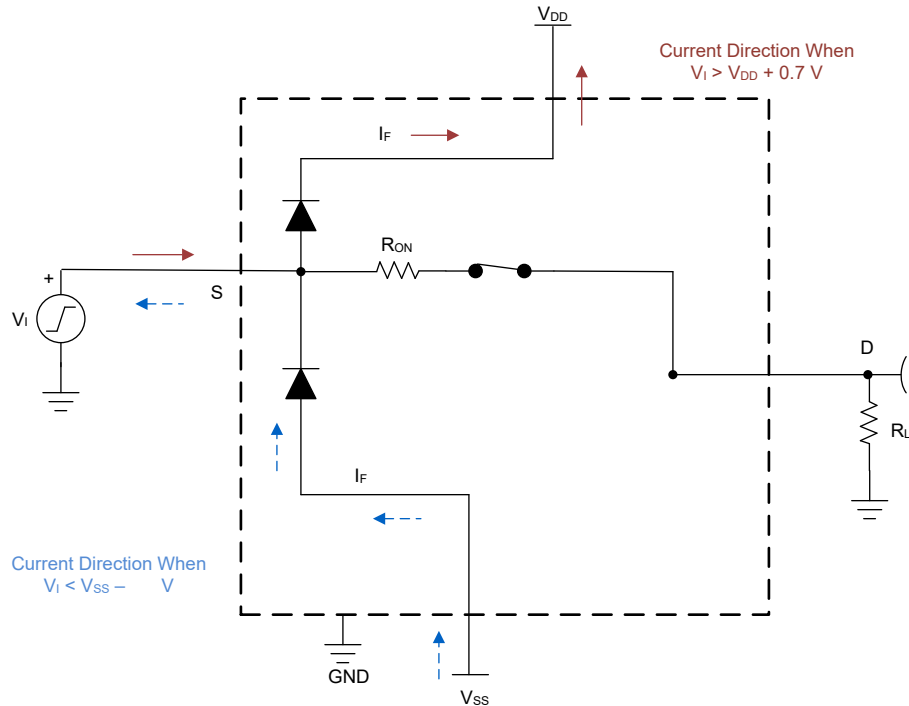 VDD
Current Direction When
VI > VDD + 0.7 V
IF
RON
+
S
VI
D
RL
IF
Current Direction When
VI < VSS – V
GND
VSS